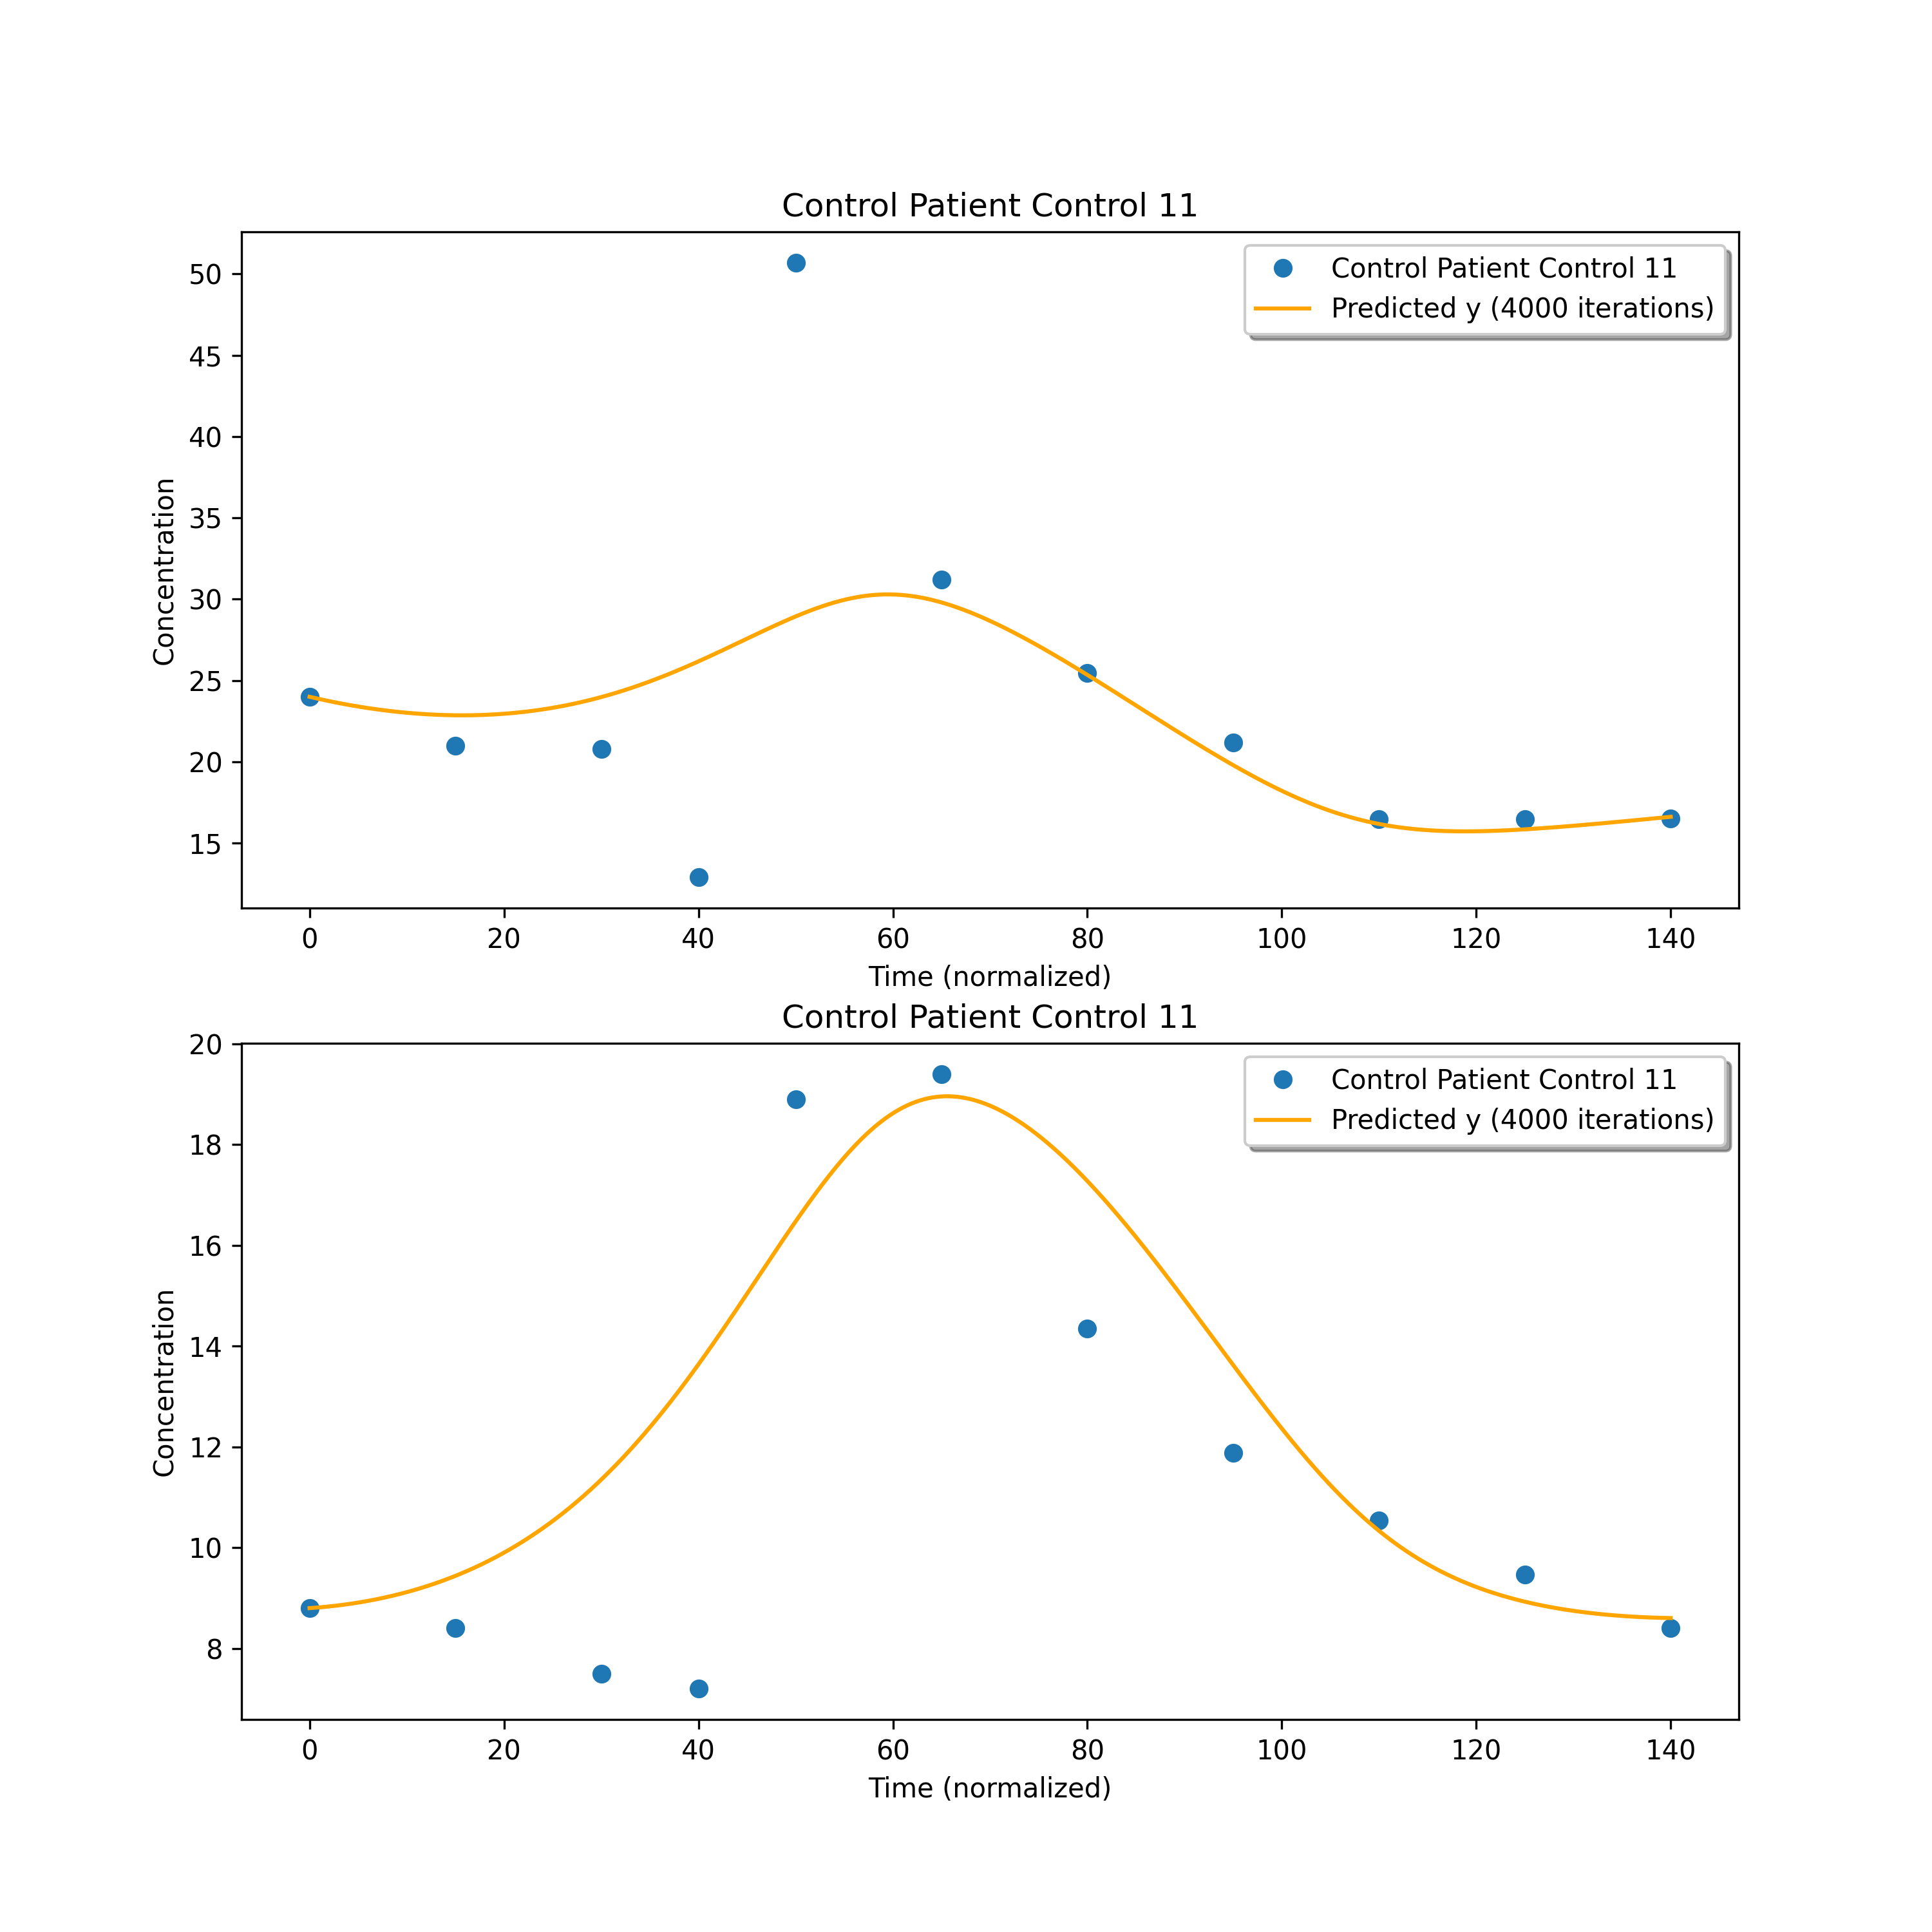 Control Patient Control 11
50
45
40
35
30
25
20
15
Concentration
Control Patient Control 11
Predicted y (4000 iterations)
0 20 40 60 80 100 120 140
Time (normalized)
Control Patient Control 11
20
18
16
14
12
10
8
Concentration
Control Patient Control 11
Predicted y (4000 iterations)
0 20 40 60 80 100 120 140
Time (normalized)